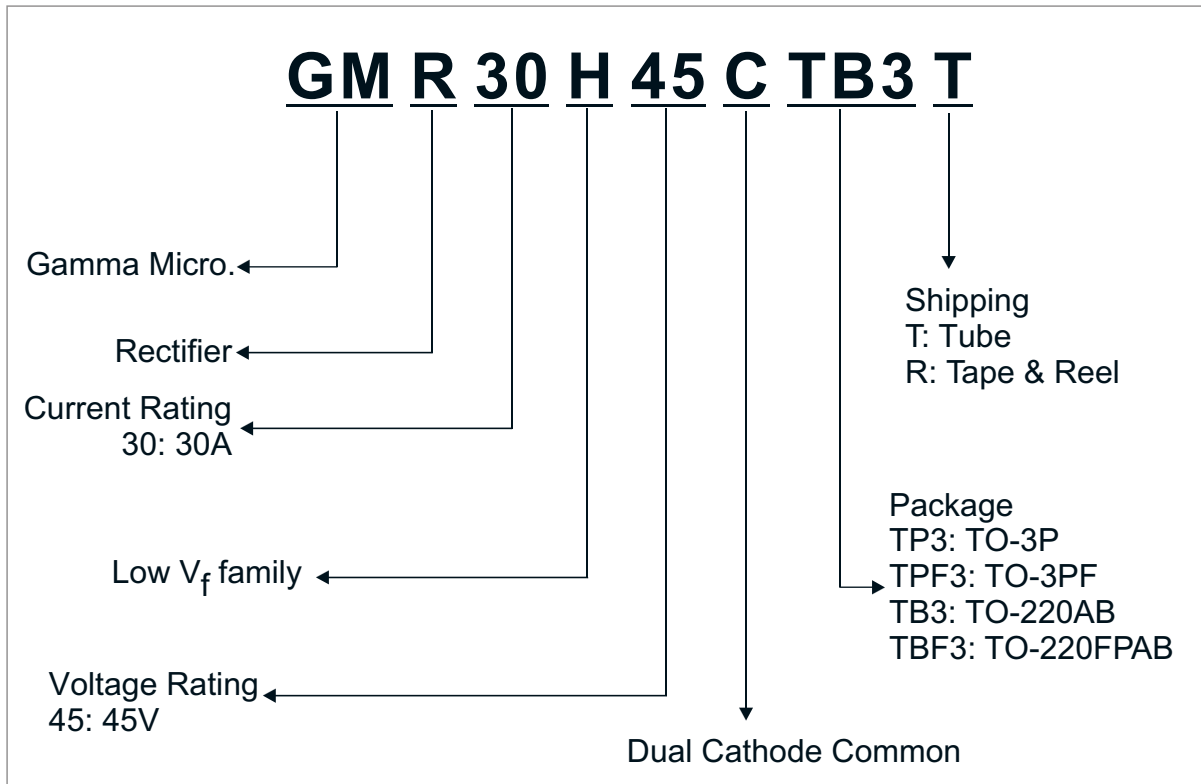 GM R 30 H 45 C TB3 T
Gamma Micro.
Rectifier
Current Rating
30: 30A
Low Vf family
Voltage Rating
45: 45V
Dual Cathode Common
Package
TP3: TO-3P
TPF3: TO-3PF
TB3: TO-220AB
TBF3: TO-220FPAB
Shipping
T: Tube
R: Tape & Reel